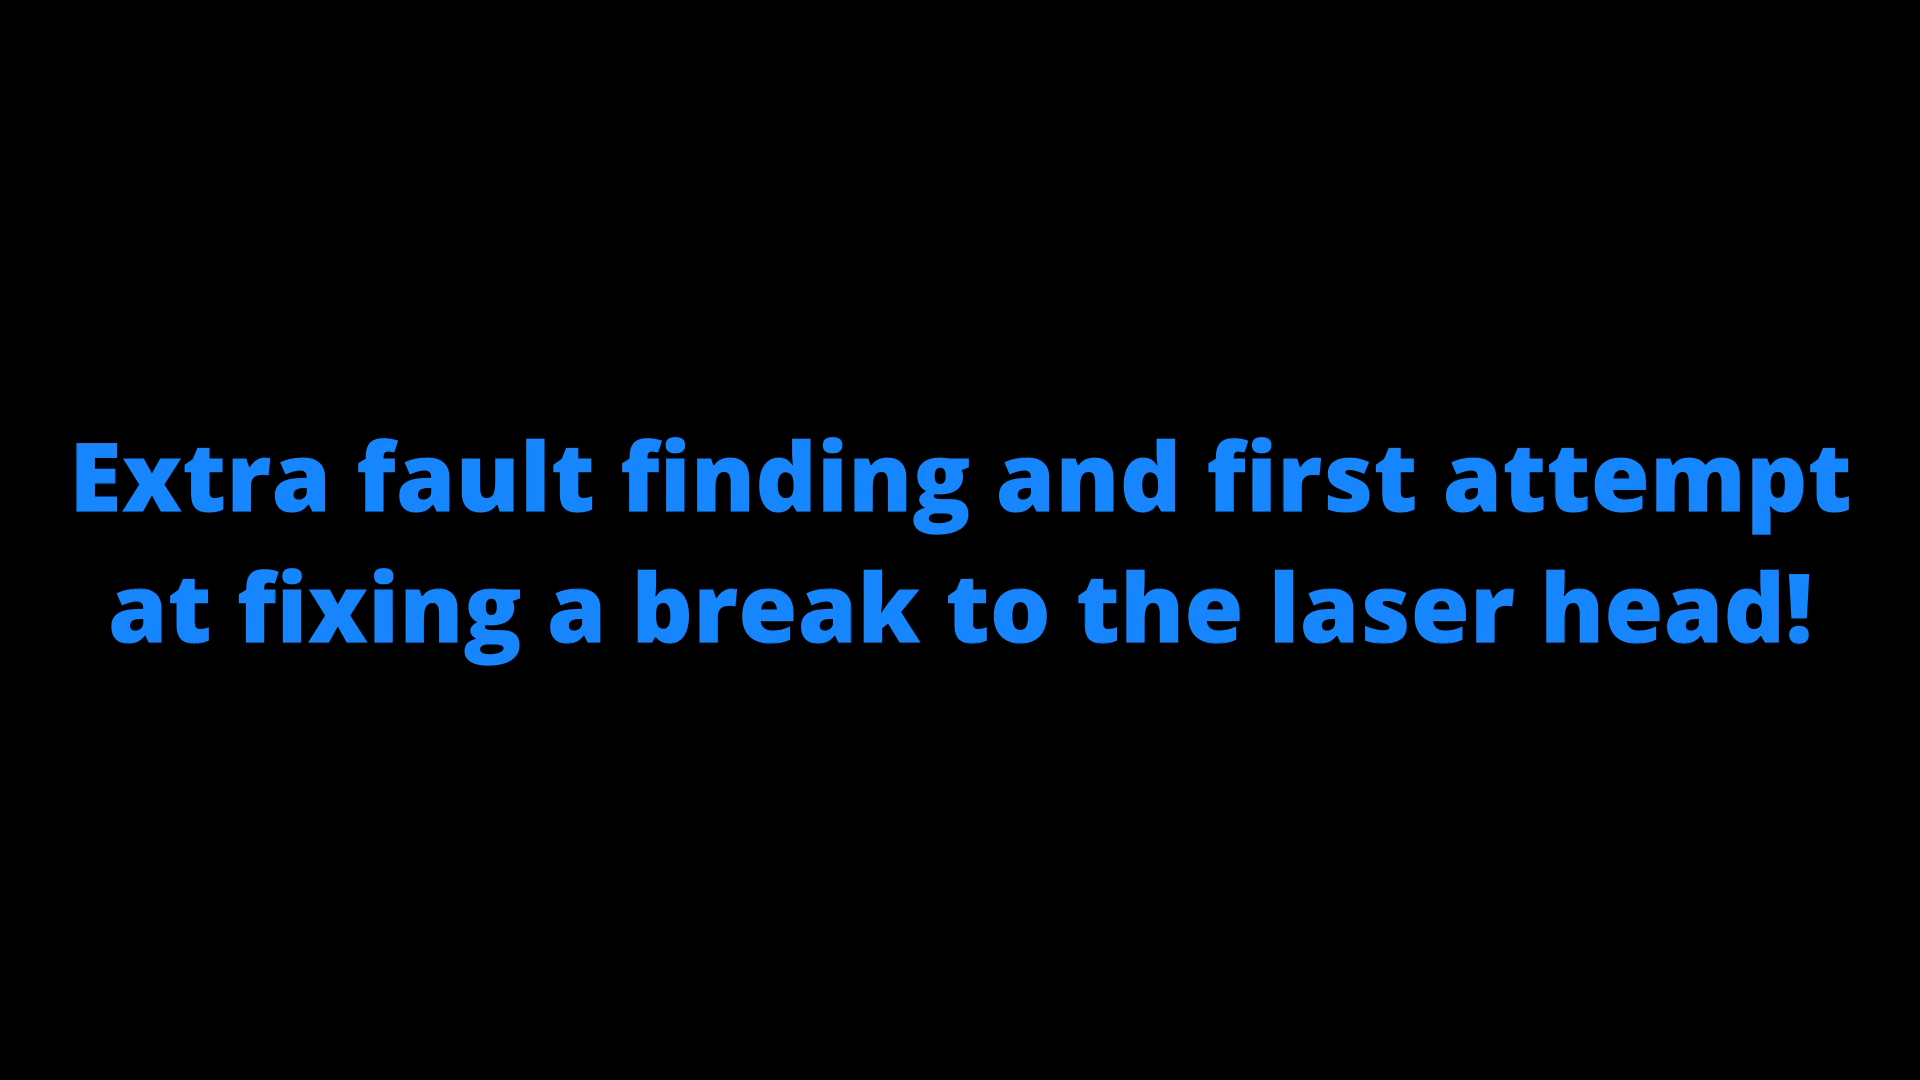 Extra fault finding and first attempt
at fixing a break to the laser head!